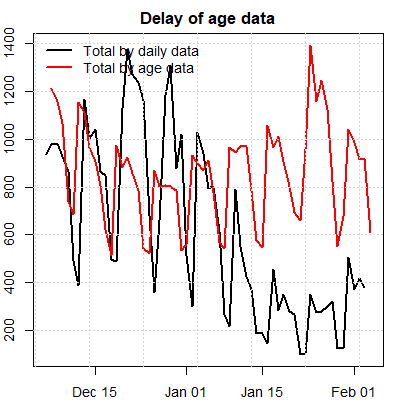 Delay of age data
Total by daily data
Total by age data
1400
1200
1000
800
600
400
200
Dec 15
Jan 01
Jan 15
Feb 01